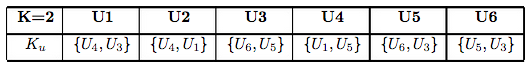 K=2 U1 U2 U3 U4 U5 U6
K_u {U_4, U_3} {U_4, U_1} {U_6, U_5} {U_1, U_5} {U_6, U_3} {U_5, U_3}